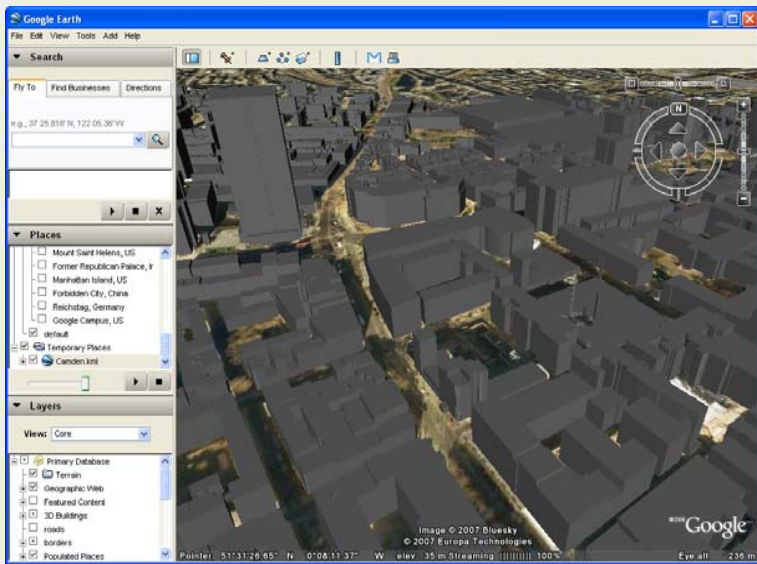 Google Earth
File Edit View Tools Add Help
Search
Fly To Find Businesses Directions
e.g., 37 25.818' N, 122 05.36' W
Places
Mount Saint Helens, US
Former Republican Palace, Ir
Manhattan Island, US
Forbidden City, China
Reichstag, Germany
Google Campus, US
default
Temporary Places
Camden.kml
Layers
View: Core
Primary Database
Terrain
Geographic Web
Featured Content
3D Buildings
roads
borders
Populated Places
N
Image © 2007 Bluesky
© 2007 Europa Technologies
Google
Pointer 51°31'26.65" N 0°08'11.37" W elev 35 m Streaming 100% Eye alt 236 m